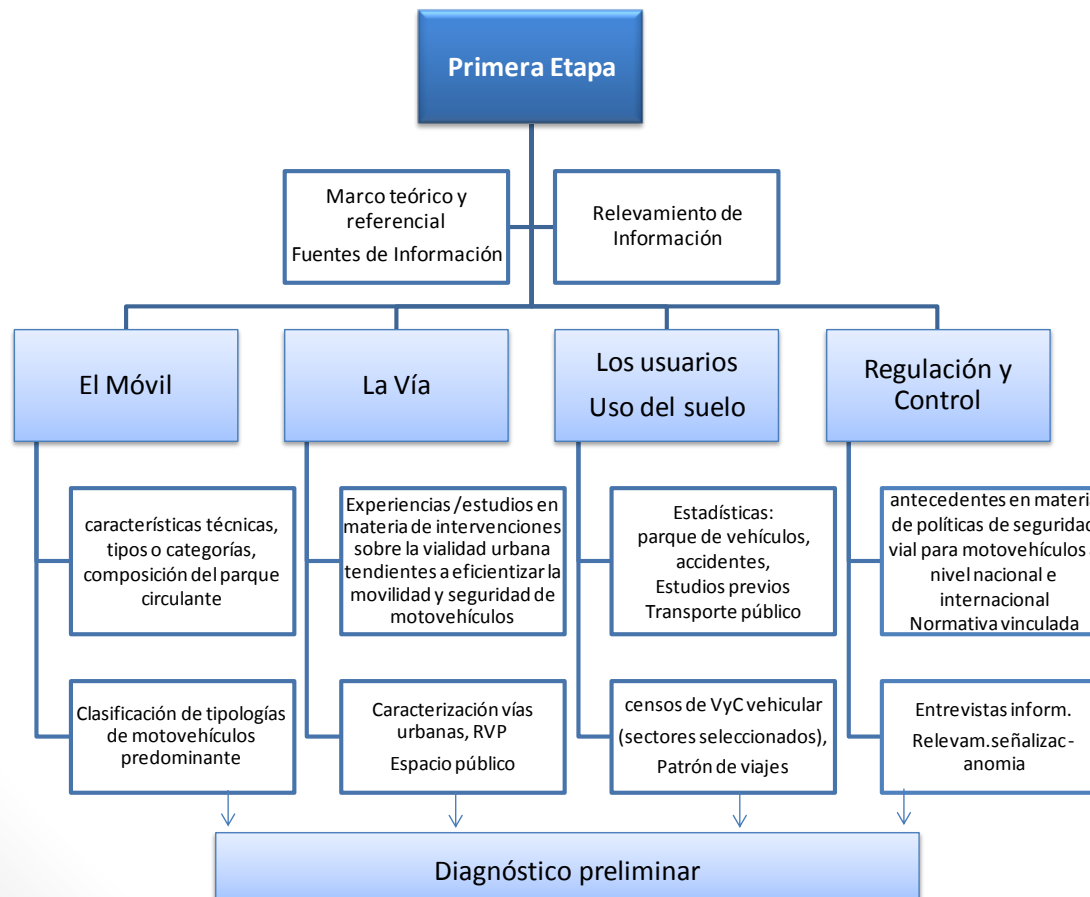 Primera Etapa
Marco teórico y
referencial
Fuentes de Información
Relevamiento de
Información
El Móvil
La Vía
Los usuarios
Uso del suelo
Regulación y
Control
características técnicas,
tipos o categorías,
composición del parque
circulante
Experiencias /estudios en
materia de intervenciones
sobre la vialidad urbana
tendientes a eficientizar la
movilidad y seguridad de
motovehículos
Estadísticas:
parque de vehículos,
accidentes,
Estudios previos
Transporte público
antecedentes en materi
de políticas de segurida
vial para motovehículos
nivel nacional e
internacional
Normativa vinculada
Clasificación de tipologías
de motovehículos
predominante
Caracterización vías
urbanas, RVP
Espacio público
censos de VyC vehicular
(sectores seleccionados),
Patrón de viajes
Entrevistas inform.
Relevam.señalizac-
anomia
Diagnóstico preliminar